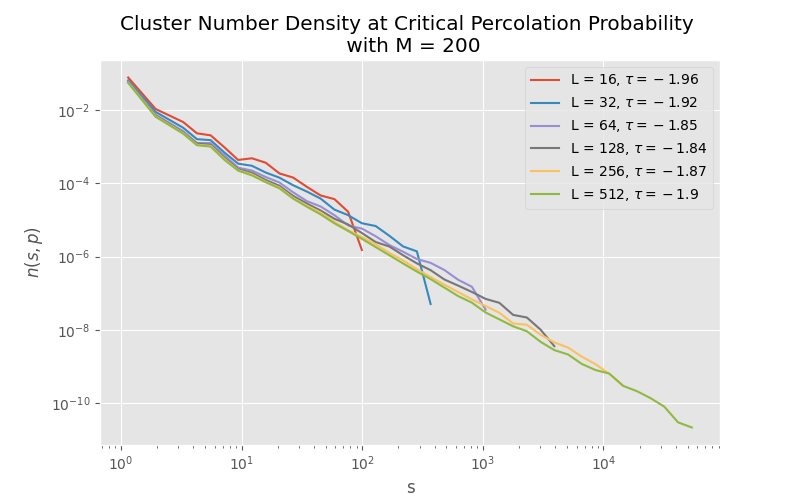 Cluster Number Density at Critical Percolation Probability
with M = 200
L = 16, τ = −1.96
L = 32, τ = −1.92
L = 64, τ = −1.85
L = 128, τ = −1.84
L = 256, τ = −1.87
L = 512, τ = −1.9
n(s, p)
10⁻²
10⁻⁴
10⁻⁶
10⁻⁸
10⁻¹⁰
10⁰ 10¹ 10² 10³ 10⁴
s